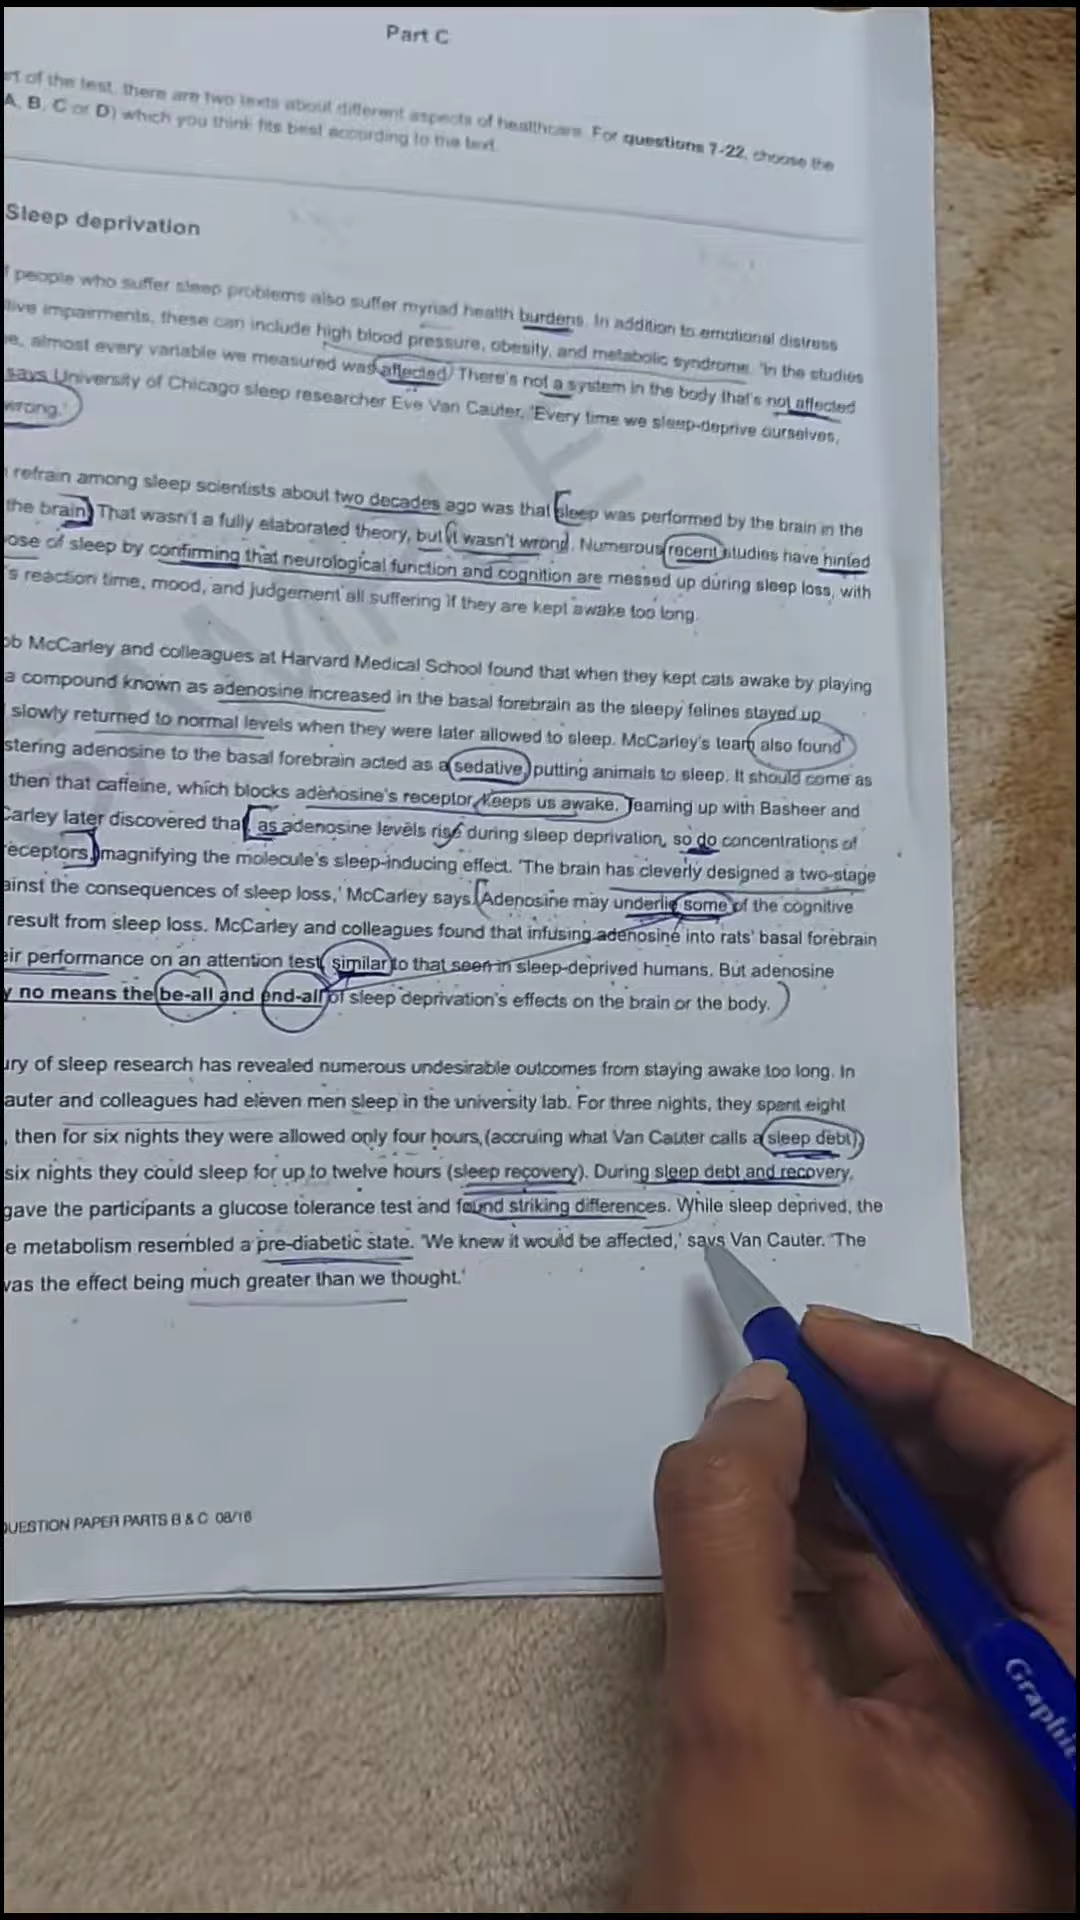 Part C
of the test, there are two texts about different aspects of healthcare. For questions 7-22, choose the
A, B, C or D) which you think fits best according to the text.
Sleep deprivation
people who suffer sleep problems also suffer myriad health burdens. In addition to emotional distress
tive impairments, these can include high blood pressure, obesity, and metabolic syndrome. 'In the studies
e, almost every variable we measured was affected. There's not a system in the body that's not affected
says University of Chicago sleep researcher Eve Van Cauter. 'Every time we sleep-deprive ourselves,
wrong.'
refrain among sleep scientists about two decades ago was that sleep was performed by the brain in the
the brain. That wasn't a fully elaborated theory, but it wasn't wrong. Numerous recent studies have hinted
ose of sleep by confirming that neurological function and cognition are messed up during sleep loss, with
's reaction time, mood, and judgement all suffering if they are kept awake too long.
ob McCarley and colleagues at Harvard Medical School found that when they kept cats awake by playing
a compound known as adenosine increased in the basal forebrain as the sleepy felines stayed up
slowly returned to normal levels when they were later allowed to sleep. McCarley's team also found
stering adenosine to the basal forebrain acted as a sedative, putting animals to sleep. It should come as
then that caffeine, which blocks adenosine's receptor, keeps us awake. Teaming up with Basheer and
Carley later discovered that, as adenosine levels rise during sleep deprivation, so do concentrations of
receptors, magnifying the molecule's sleep-inducing effect. 'The brain has cleverly designed a two-stage
ainst the consequences of sleep loss,' McCarley says. Adenosine may underlie some of the cognitive
result from sleep loss. McCarley and colleagues found that infusing adenosine into rats' basal forebrain
eir performance on an attention test, similar to that seen in sleep-deprived humans. But adenosine
y no means the be-all and end-all of sleep deprivation's effects on the brain or the body.
ury of sleep research has revealed numerous undesirable outcomes from staying awake too long. In
auter and colleagues had eleven men sleep in the university lab. For three nights, they spent eight
, then for six nights they were allowed only four hours, (accruing what Van Cauter calls a sleep debt),
six nights they could sleep for up to twelve hours (sleep recovery). During sleep debt and recovery,
gave the participants a glucose tolerance test and found striking differences. While sleep deprived, the
e metabolism resembled a pre-diabetic state. 'We knew it would be affected,' says Van Cauter. 'The
was the effect being much greater than we thought.'
QUESTION PAPER PARTS B & C 08/16
SAMPLE
Graphi